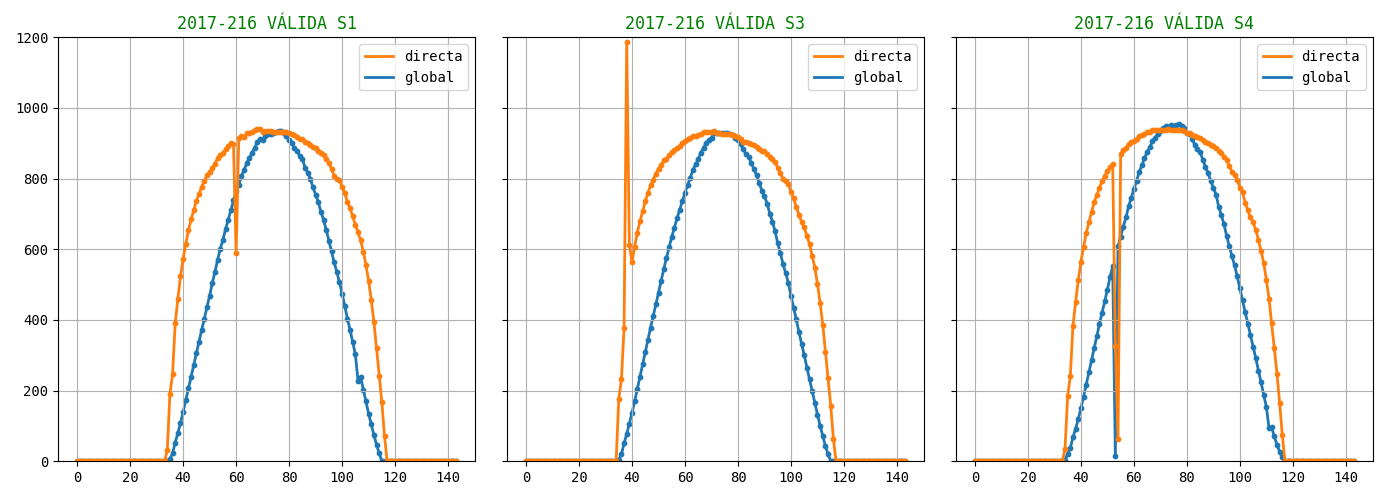 2017-216 VÁLIDA S1
2017-216 VÁLIDA S3
2017-216 VÁLIDA S4
1200
1000
800
600
400
200
0
directa
global
directa
global
directa
global
0 20 40 60 80 100 120 140
0 20 40 60 80 100 120 140
0 20 40 60 80 100 120 140